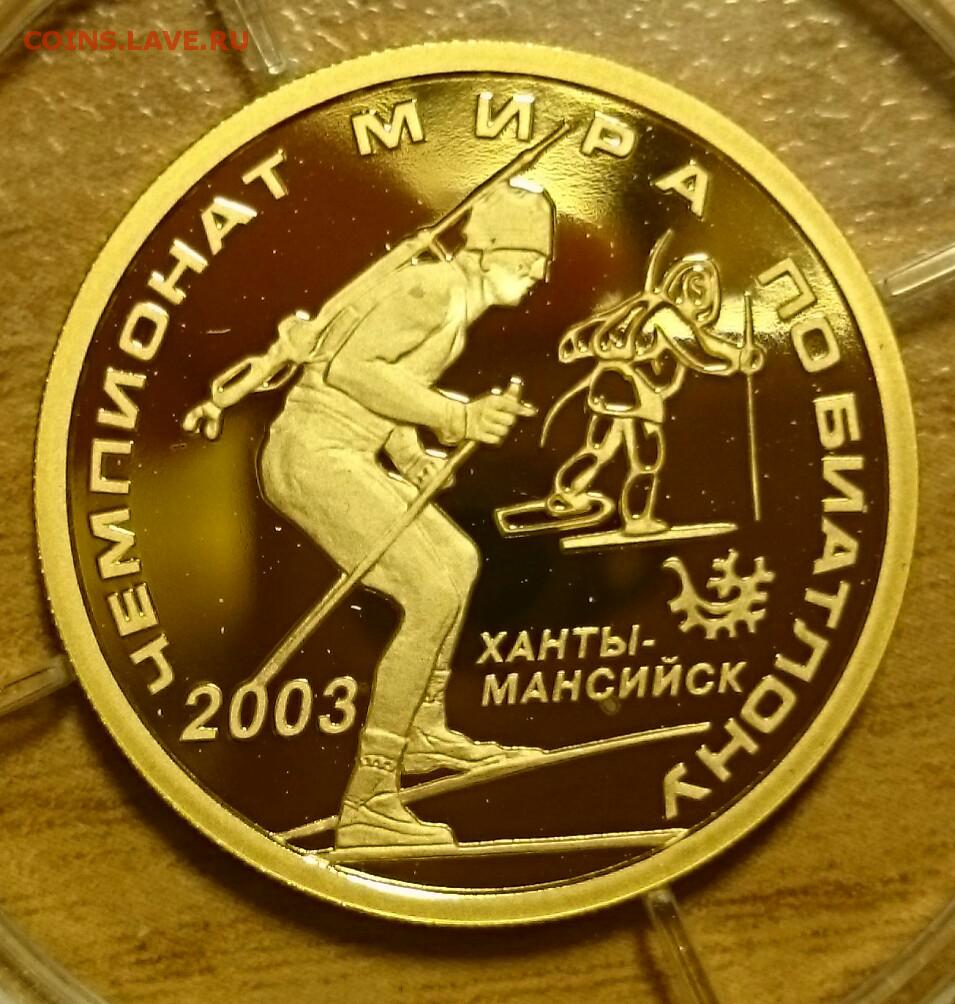 COINS.LAVE.RU
ЧЕМПИОНАТ МИРА ПО БИАТЛОНУ
ХАНТЫ-
МАНСИЙСК
2003